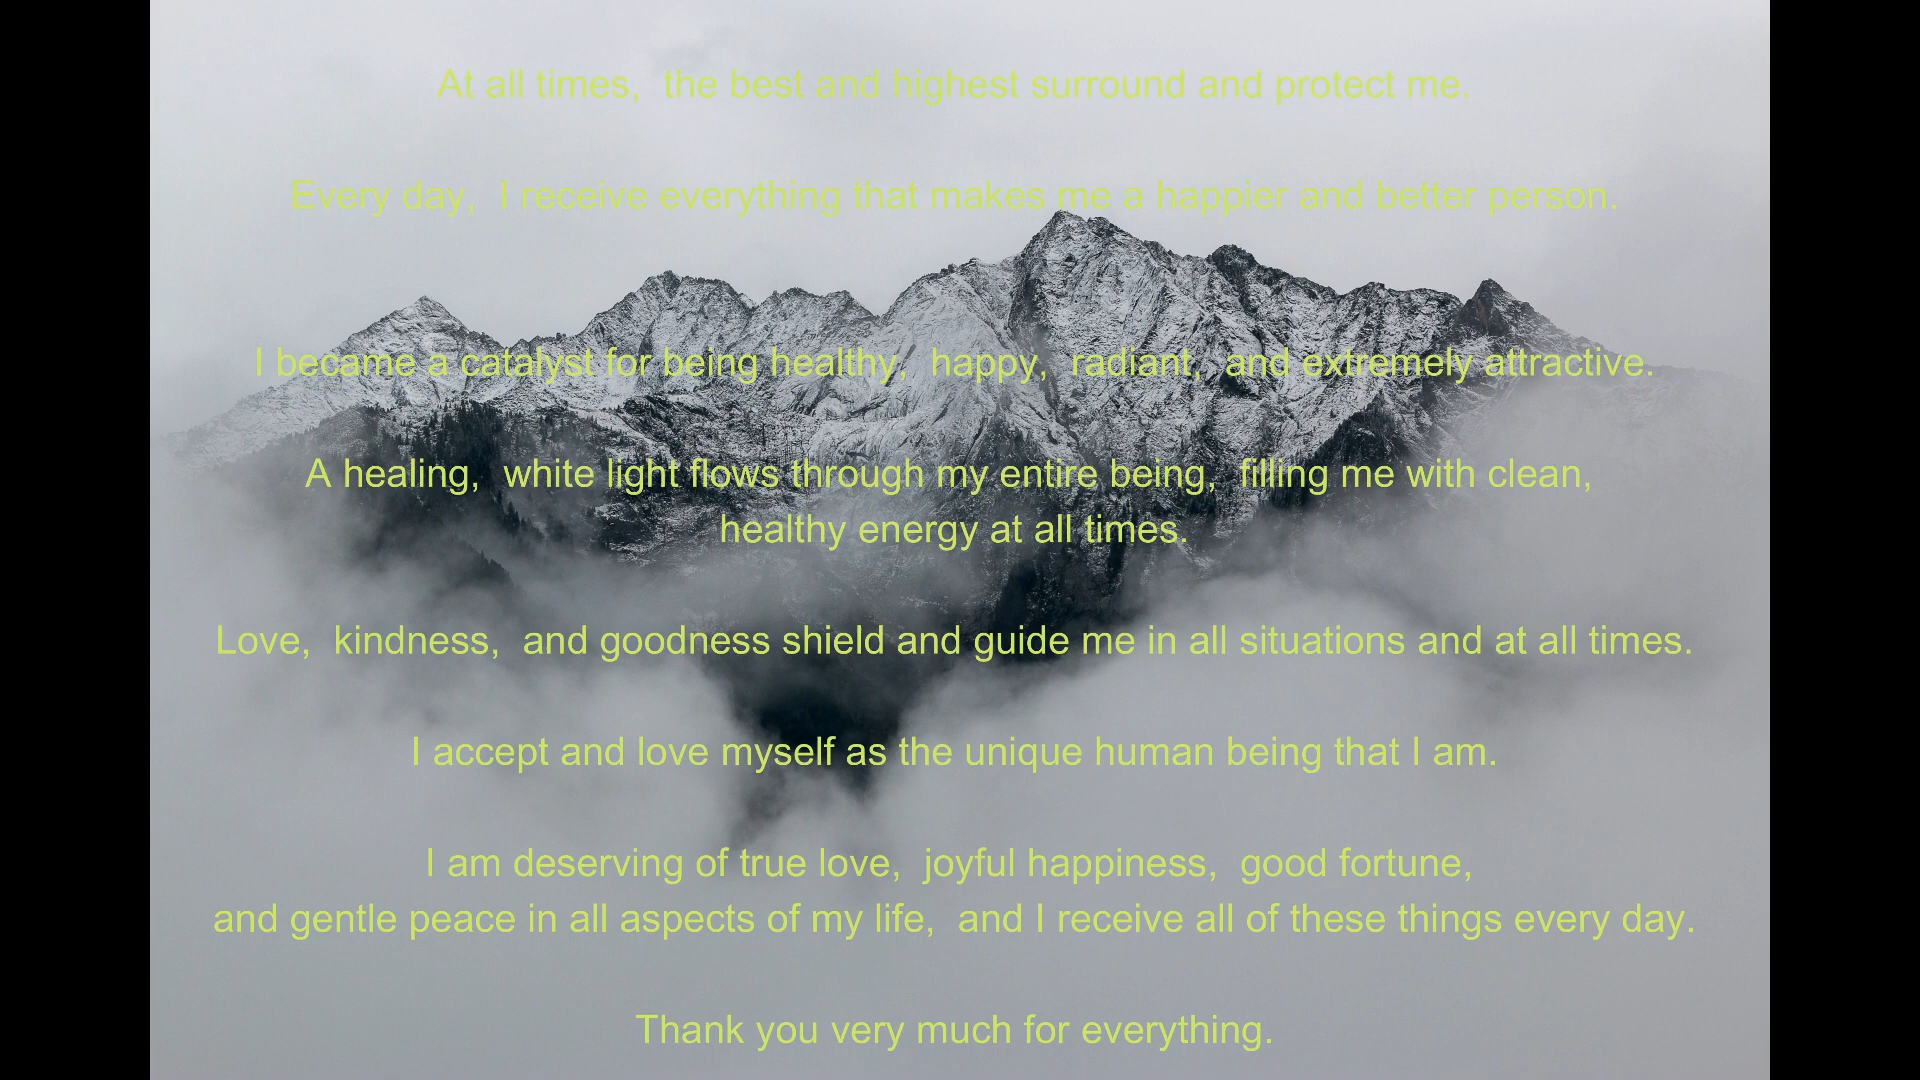 At all times,  the best and highest surround and protect me.
Every day,  I receive everything that makes me a happier and better person.
I became a catalyst for being healthy,  happy,  radiant,  and extremely attractive.
A healing,  white light flows through my entire being,  filling me with clean,
healthy energy at all times.
Love,  kindness,  and goodness shield and guide me in all situations and at all times.
I accept and love myself as the unique human being that I am.
I am deserving of true love,  joyful happiness,  good fortune,
and gentle peace in all aspects of my life,  and I receive all of these things every day.
Thank you very much for everything.